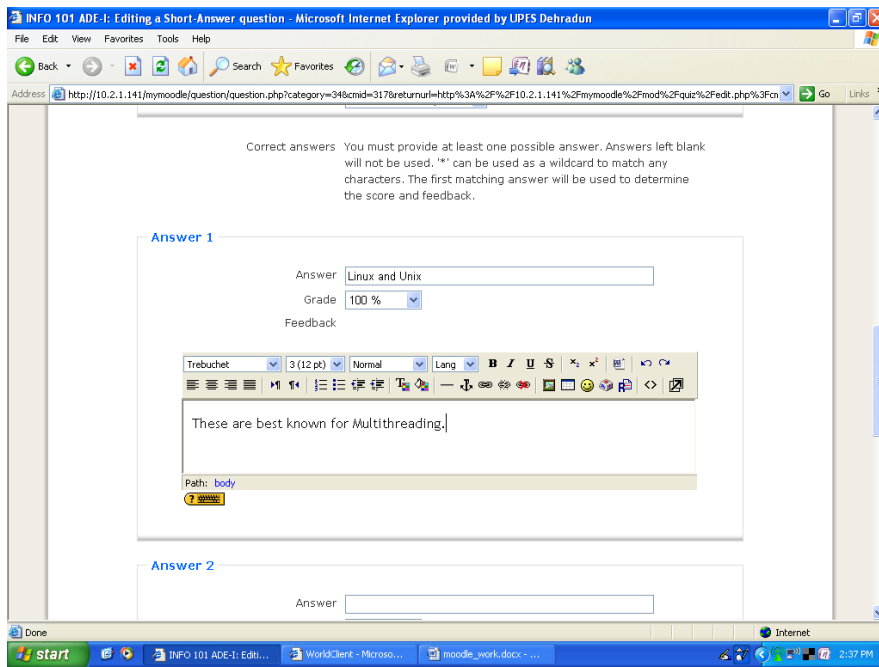 INFO 101 ADE-I: Editing a Short-Answer question - Microsoft Internet Explorer provided by UPES Dehradun
File Edit View Favorites Tools Help
Back Search Favorites
Address http://10.2.1.141/mymoodle/question/question.php?category=34&cmid=317&returnurl=http%3A%2F%2F10.2.1.141%2Fmymoodle%2Fmod%2Fquiz%2Fedit.php%3Fcn Go Links
Correct answers You must provide at least one possible answer. Answers left blank
will not be used. '*' can be used as a wildcard to match any
characters. The first matching answer will be used to determine
the score and feedback.
Answer 1
Answer Linux and Unix
Grade 100 %
Feedback
Trebuchet 3 (12 pt) Normal Lang B I U S x₂ x²
These are best known for Multithreading.
Path: body
?
Answer 2
Answer
Done Internet
start INFO 101 ADE-I: Editi... WorldClient - Microso... moodle_work.docx - ... 2:37 PM